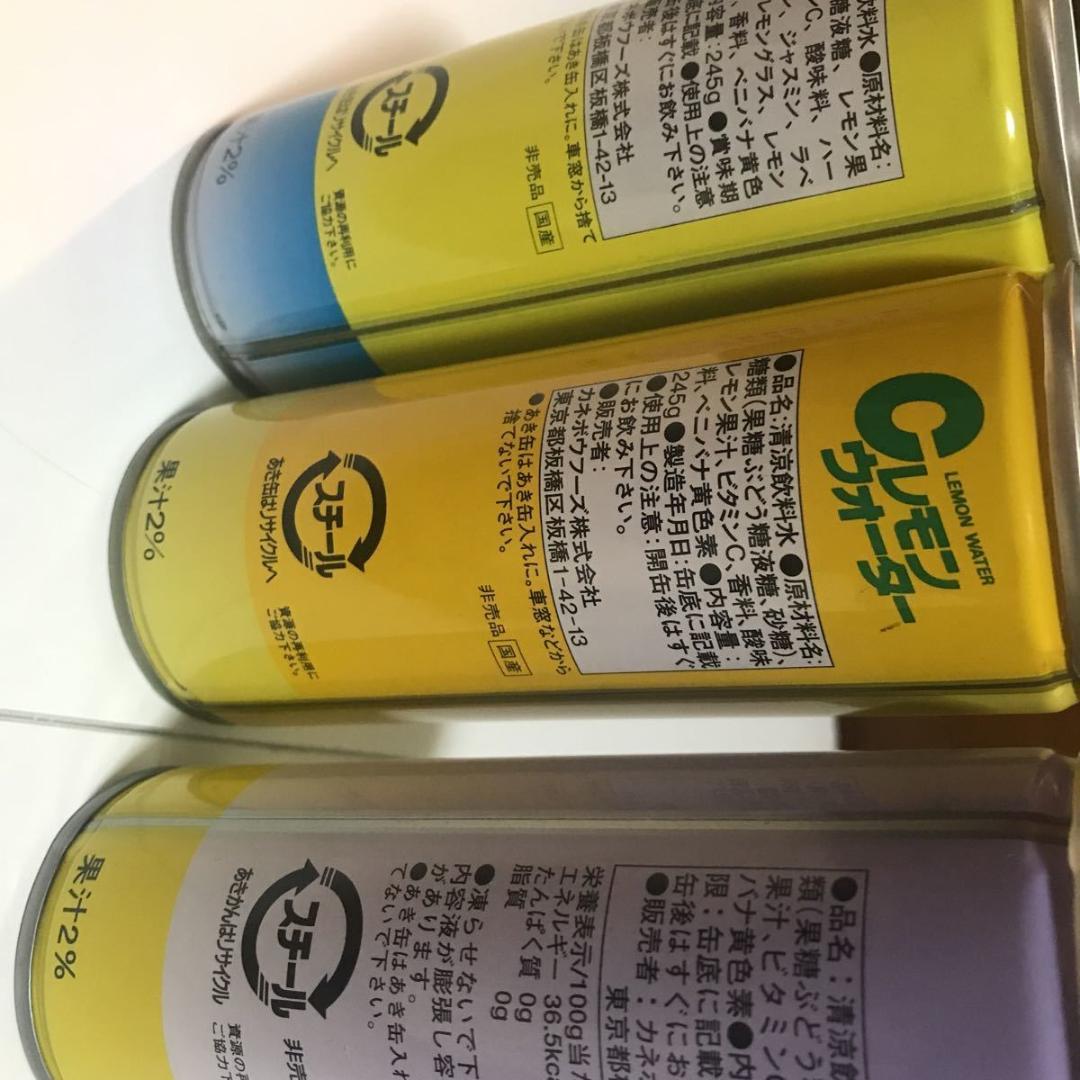 飲料水●原材料名:
糖液糖、レモン果
C、酸味料、ハー
、ジャスミン、ラベ
レモングラス、レモン
、香料、ベニバナ黄色
内容量:245g●賞味期
底に記載●使用上の注意
後はすぐにお飲み下さい。
売者:
ネボウフーズ株式会社
都板橋区板橋1-42-13
缶はあき缶入れに。車窓から捨て
で下さい。
非売品 国産
スチール
リサイクルへ
資源の再利用に
ご協力下さい。
汁2%
Cレモン
ウォーター
LEMON WATER
●品名:清涼飲料水●原材料名:
糖類(果糖ぶどう糖液糖、砂糖)、
レモン果汁、ビタミンC、香料、酸味
料、ベニバナ黄色素●内容量:
245g●製造年月日:缶底に記載
●使用上の注意:開缶後はすぐ
にお飲み下さい。
●販売者:
カネボウフーズ株式会社
東京都板橋区板橋1-42-13
●あき缶はあき缶入れに。車窓などから
捨てないで下さい。
非売品 国産
スチール
あき缶はリサイクルへ
資源の再利用に
ご協力下さい。
果汁2%
●品名:清涼飲
類(果糖ぶどう
果汁、ビタミン
バナ黄色素●内
限:缶底に記載
缶後はすぐにお
●販売者:カネボ
東京都板
栄養表示/100g当た
エネルギー 36.5kca
たんぱく質 0g
脂質 0g
●凍らせないで下
内容液が膨張し容
があります。
●あき缶はあき缶入れ
てないで下さい。
非売
スチール
あきかんはリサイクル
資源の再
ご協力下
果汁2%